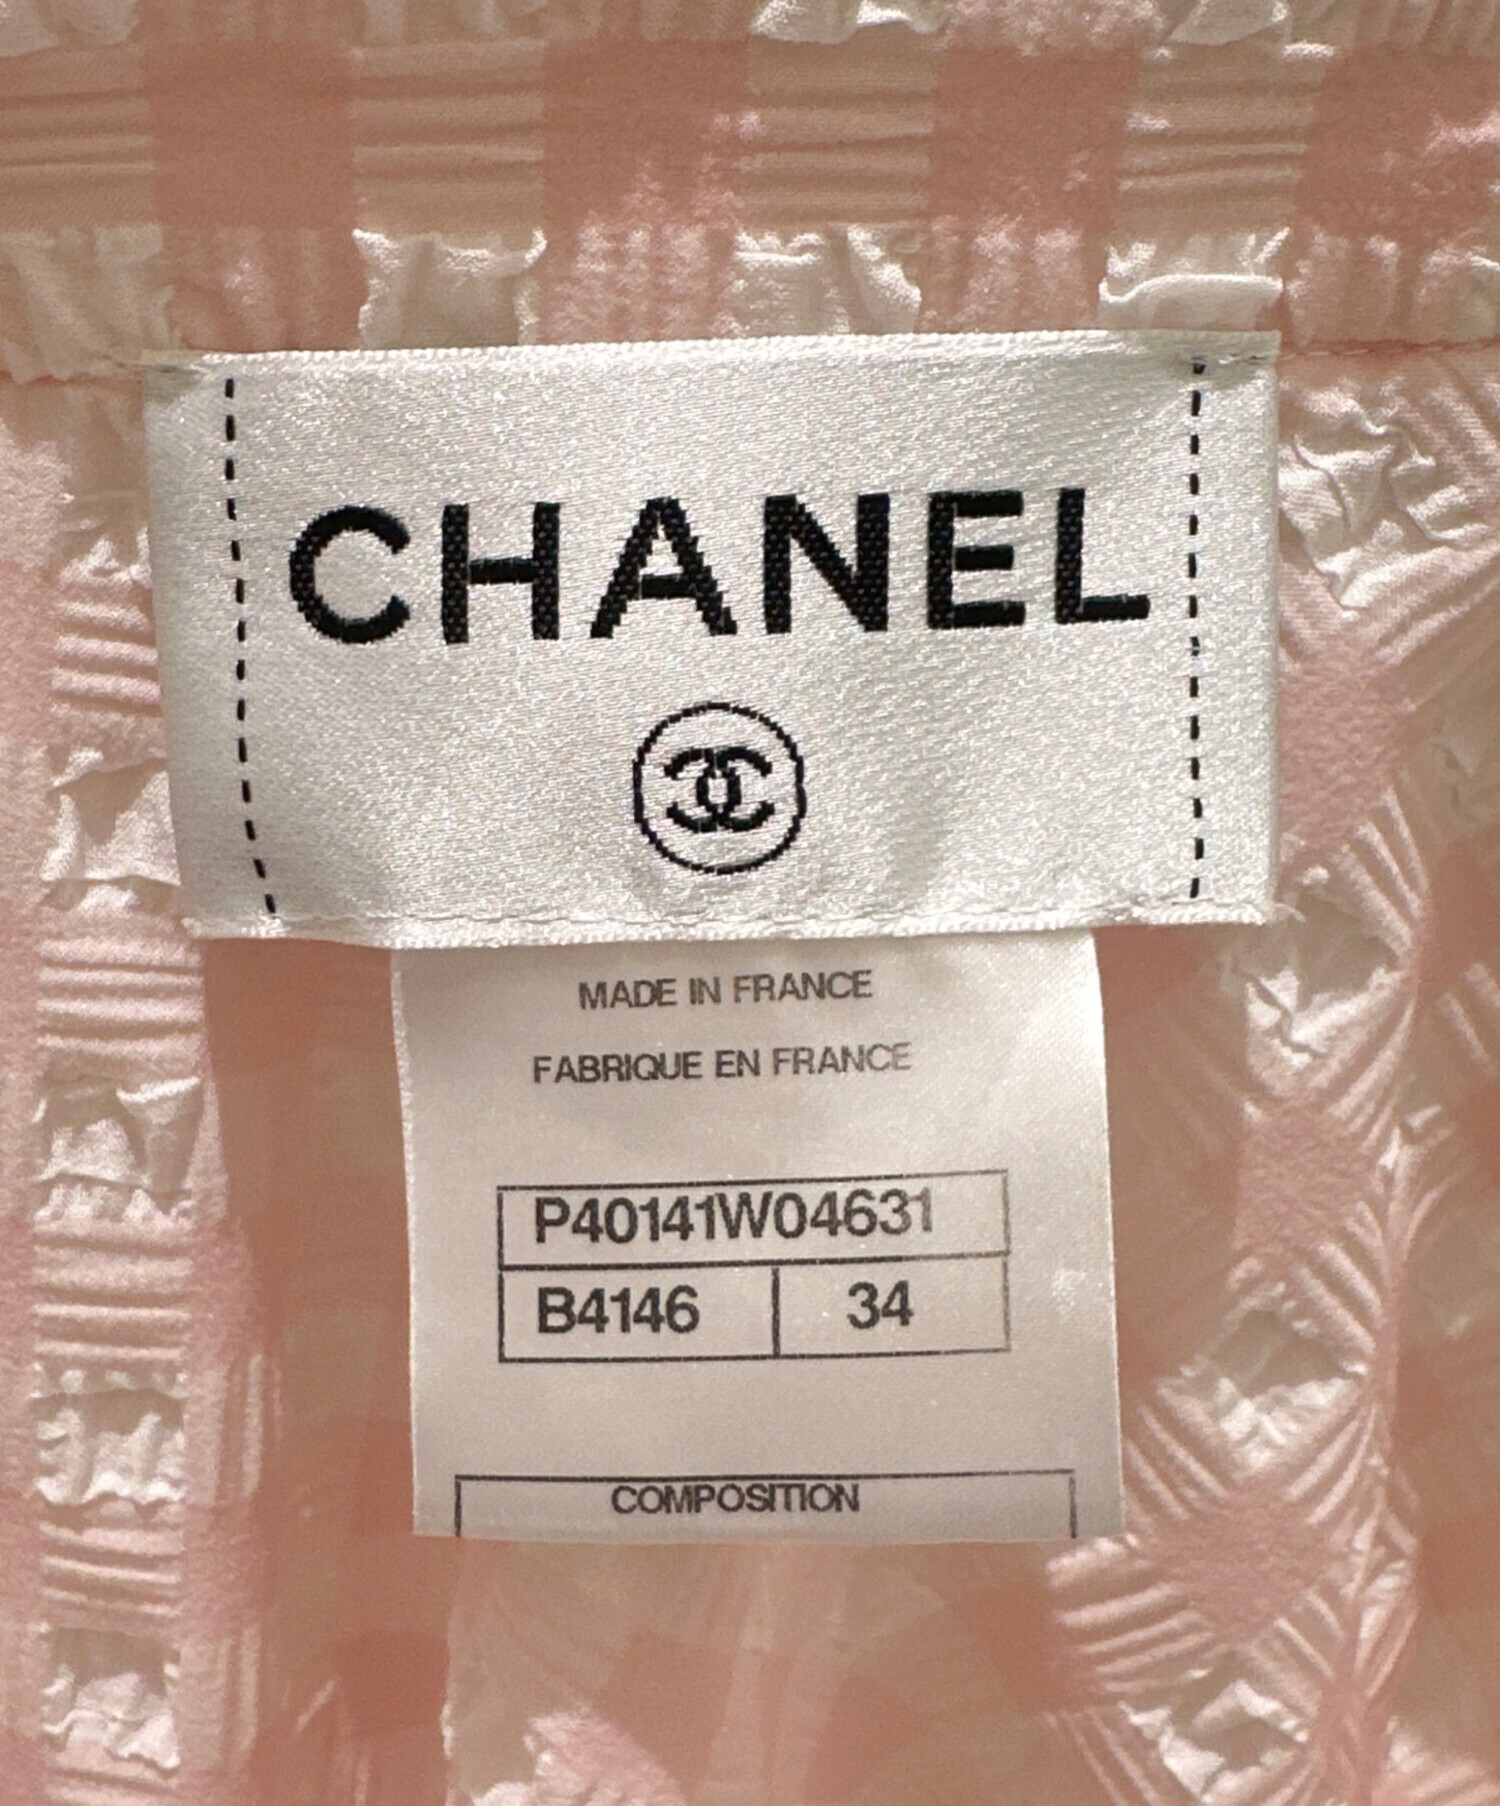 CHANEL
MADE IN FRANCE
FABRIQUE EN FRANCE
P40141W04631
B4146 34
COMPOSITION